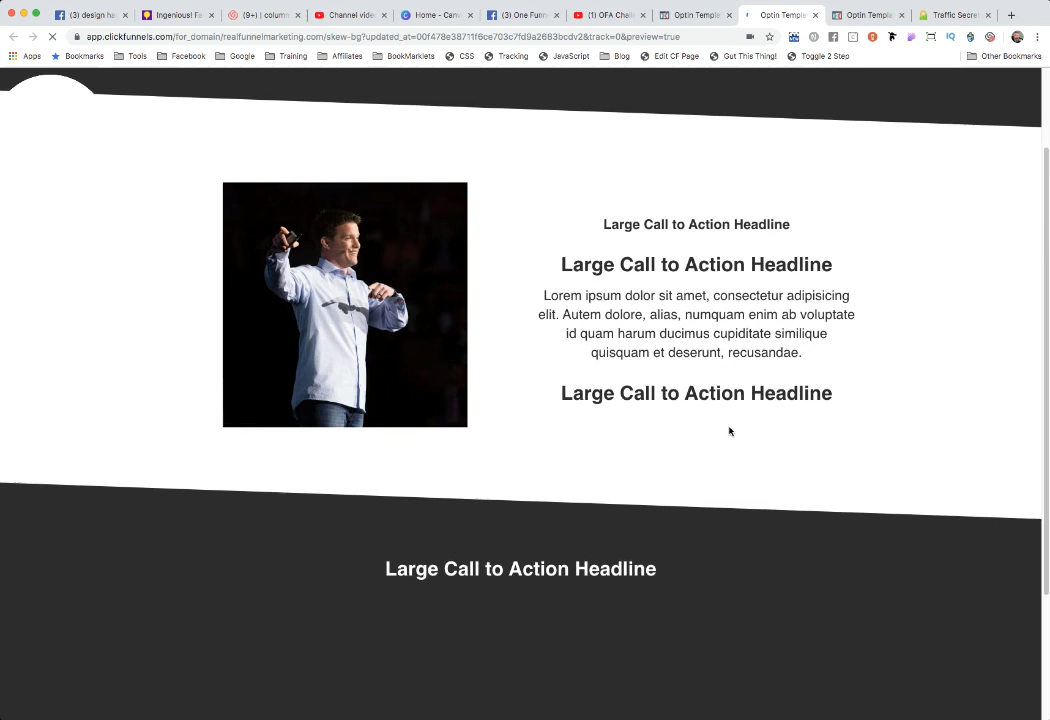 (3) design ha
Ingenious! Fa
(9+) | column
Channel vide
Home - Canv
(3) One Funn
(1) OFA Chall
Optin Templa
Optin Templa
Optin Templa
Traffic Secret
app.clickfunnels.com/for_domain/realfunnelmarketing.com/skew-bg?updated_at=00f478e38711f6ce703c7fd9a2683bcdv2&track=0&preview=true
Apps
Bookmarks
Tools
Facebook
Google
Training
Affiliates
BookMarklets
CSS
Tracking
JavaScript
Blog
Edit CF Page
Gut This Thing!
Toggle 2 Step
Other Bookmarks
Large Call to Action Headline
Large Call to Action Headline
Lorem ipsum dolor sit amet, consectetur adipisicing
elit. Autem dolore, alias, numquam enim ab voluptate
id quam harum ducimus cupiditate similique
quisquam et deserunt, recusandae.
Large Call to Action Headline
Large Call to Action Headline